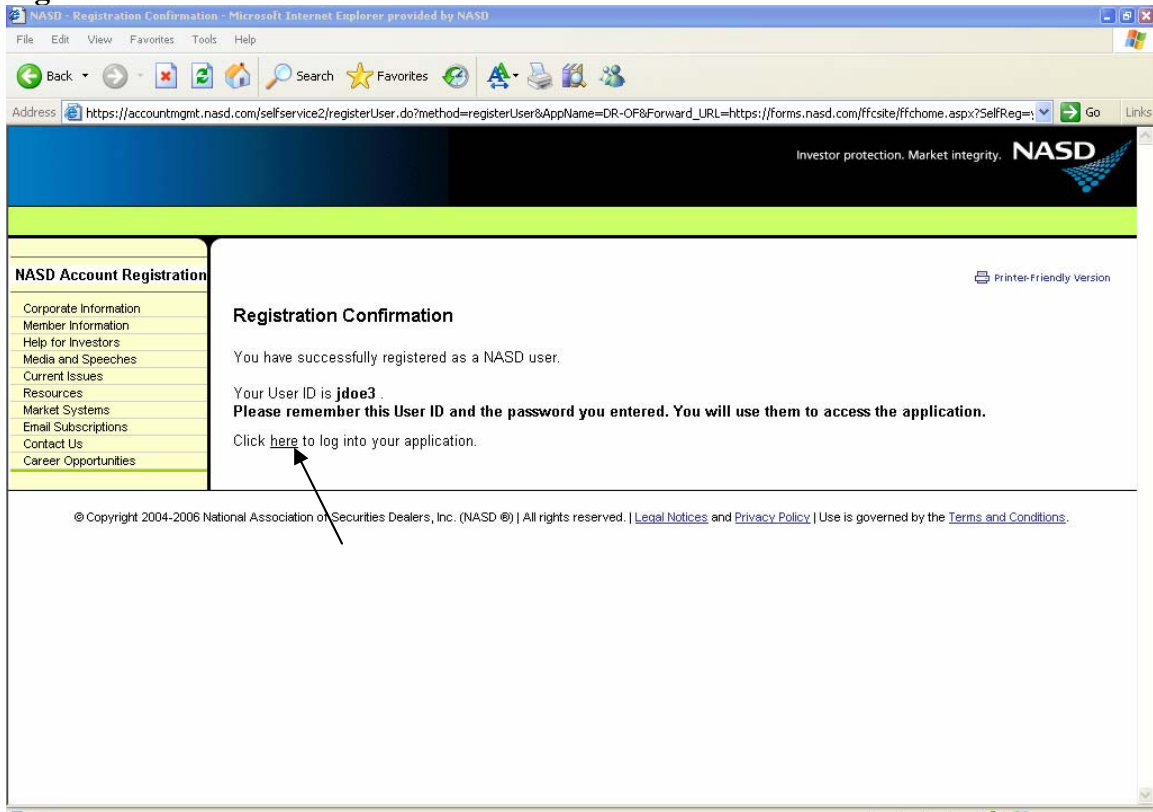 NASD - Registration Confirmation - Microsoft Internet Explorer provided by NASD
File Edit View Favorites Tools Help
Back Search Favorites
Address https://accountmgmt.nasd.com/selfservice2/registerUser.do?method=registerUser&AppName=DR-OF&Forward_URL=https://forms.nasd.com/ffcsite/ffchome.aspx?SelfReg= Go Links
Investor protection. Market integrity. NASD
NASD Account Registration
Printer-Friendly Version
Corporate Information
Member Information
Help for Investors
Media and Speeches
Current Issues
Resources
Market Systems
Email Subscriptions
Contact Us
Career Opportunities
Registration Confirmation
You have successfully registered as a NASD user.
Your User ID is jdoe3 .
Please remember this User ID and the password you entered. You will use them to access the application.
Click here to log into your application.
© Copyright 2004-2006 National Association of Securities Dealers, Inc. (NASD ®) | All rights reserved. | Legal Notices and Privacy Policy | Use is governed by the Terms and Conditions.